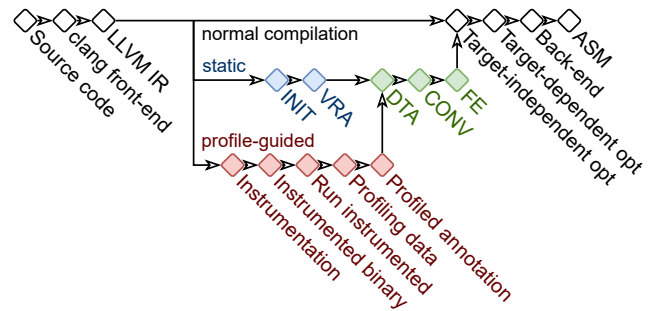 Source code
clang front-end
LLVM IR
normal compilation
Target-independent opt
Target-dependent opt
Back-end
ASM
static
INIT
VRA
DTA
CONV
FE
profile-guided
Instrumentation
Instrumented binary
Run instrumented
Profiling data
Profiled annotation